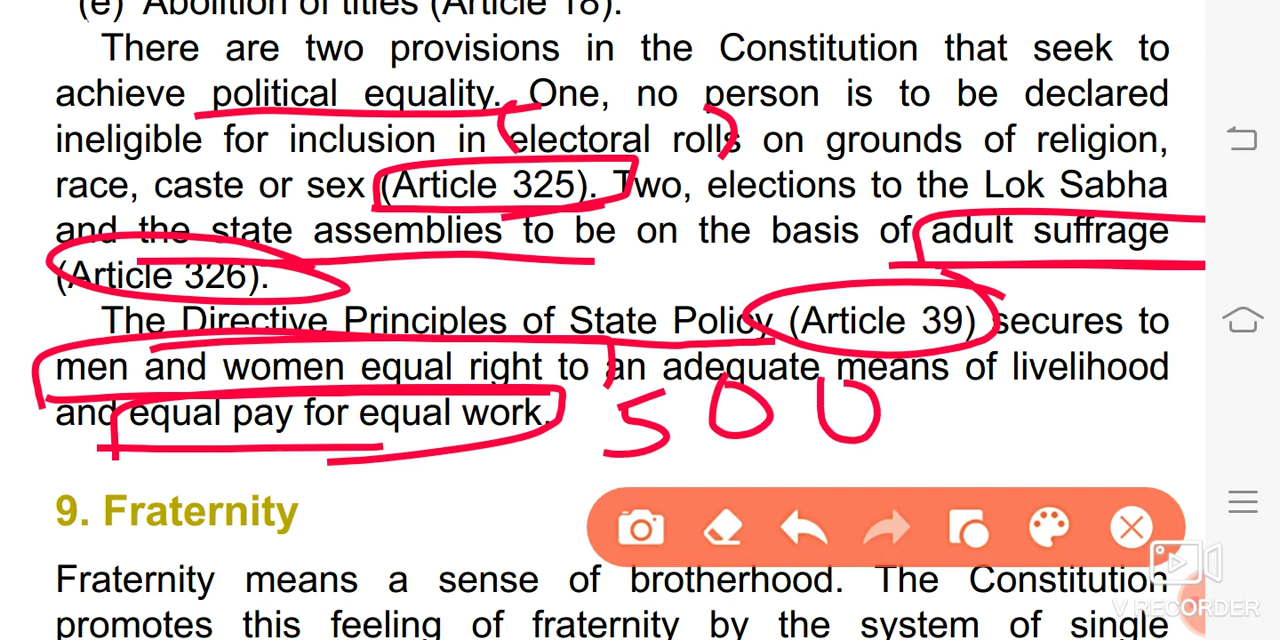 (e) Abolition of titles (Article 18).
There are two provisions in the Constitution that seek to
achieve political equality. One, no person is to be declared
ineligible for inclusion in electoral rolls on grounds of religion,
race, caste or sex (Article 325). Two, elections to the Lok Sabha
and the state assemblies to be on the basis of adult suffrage
(Article 326).
The Directive Principles of State Policy (Article 39) secures to
men and women equal right to an adequate means of livelihood
and equal pay for equal work.
500
9. Fraternity
Fraternity means a sense of brotherhood. The Constitution
promotes this feeling of fraternity by the system of single
V RECORDER